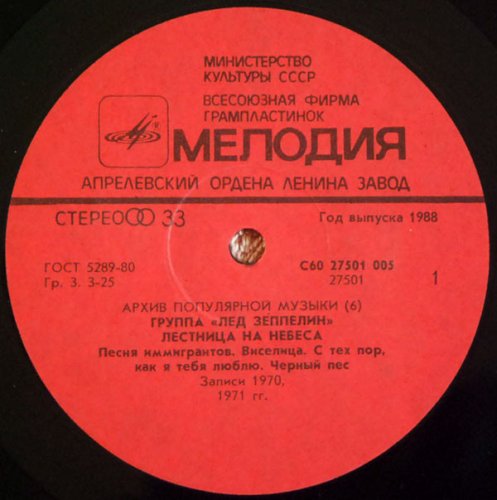 МИНИСТЕРСТВО
КУЛЬТУРЫ СССР
ВСЕСОЮЗНАЯ ФИРМА
ГРАМПЛАСТИНОК
МЕЛОДИЯ
АПРЕЛЕВСКИЙ ОРДЕНА ЛЕНИНА ЗАВОД
СТЕРЕО 33
Год выпуска 1988
ГОСТ 5289-80
Гр. 3. 3-25
С60 27501 005
27501
1
АРХИВ ПОПУЛЯРНОЙ МУЗЫКИ (6)
ГРУППА «ЛЕД ЗЕППЕЛИН»
ЛЕСТНИЦА НА НЕБЕСА
Песня иммигрантов. Виселица. С тех пор,
как я тебя люблю. Черный пес
Записи 1970,
1971 гг.